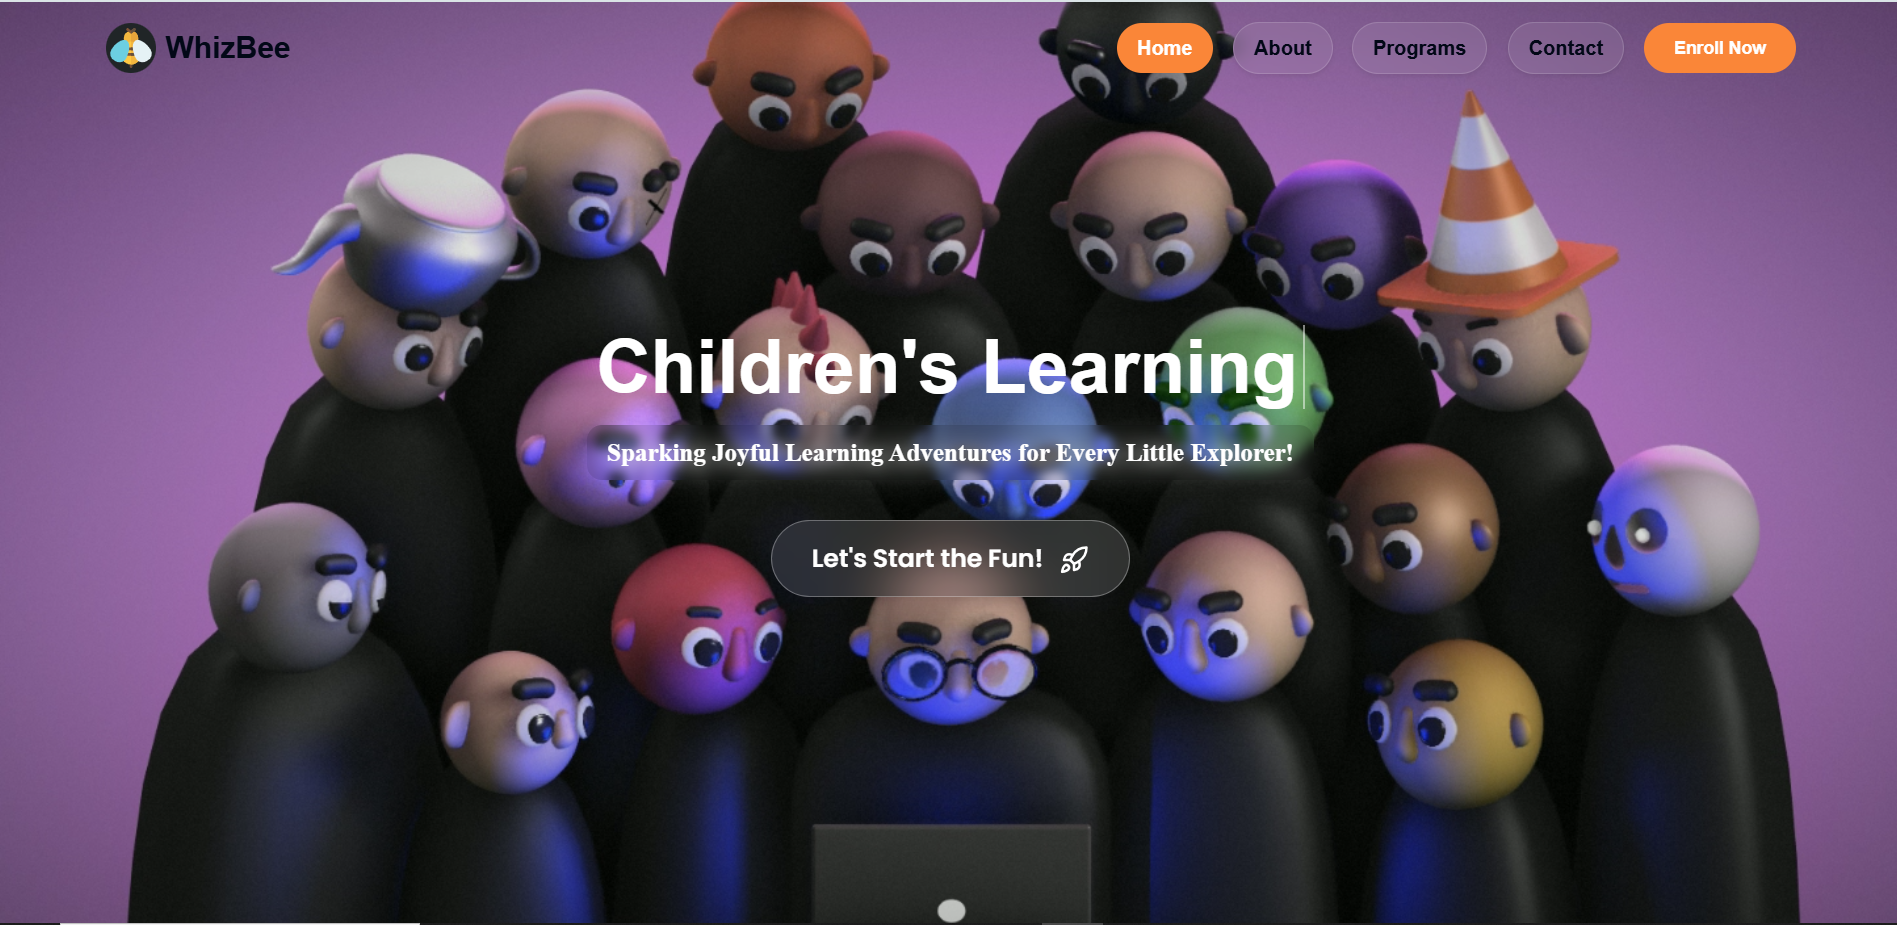 WhizBee
Home
About
Programs
Contact
Enroll Now
Children's Learning
Sparking Joyful Learning Adventures for Every Little Explorer!
Let's Start the Fun!